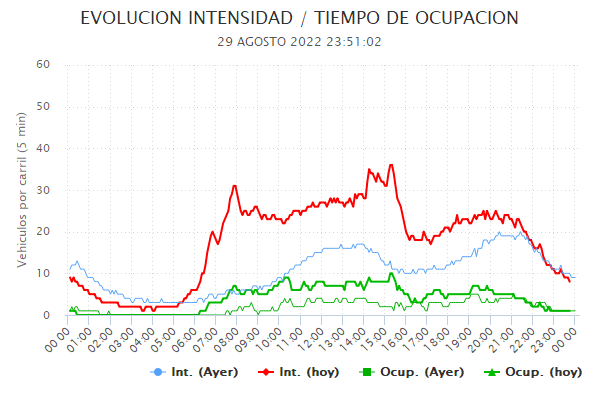 EVOLUCION INTENSIDAD / TIEMPO DE OCUPACION
29 AGOSTO 2022 23:51:02
Vehiculos por carril (5 min)
60
50
40
30
20
10
0
00:00 01:00 02:00 03:00 04:00 05:00 06:00 07:00 08:00 09:00 10:00 11:00 12:00 13:00 14:00 15:00 16:00 17:00 18:00 19:00 20:00 21:00 22:00 23:00 00:00
Int. (Ayer) Int. (hoy) Ocup. (Ayer) Ocup. (hoy)